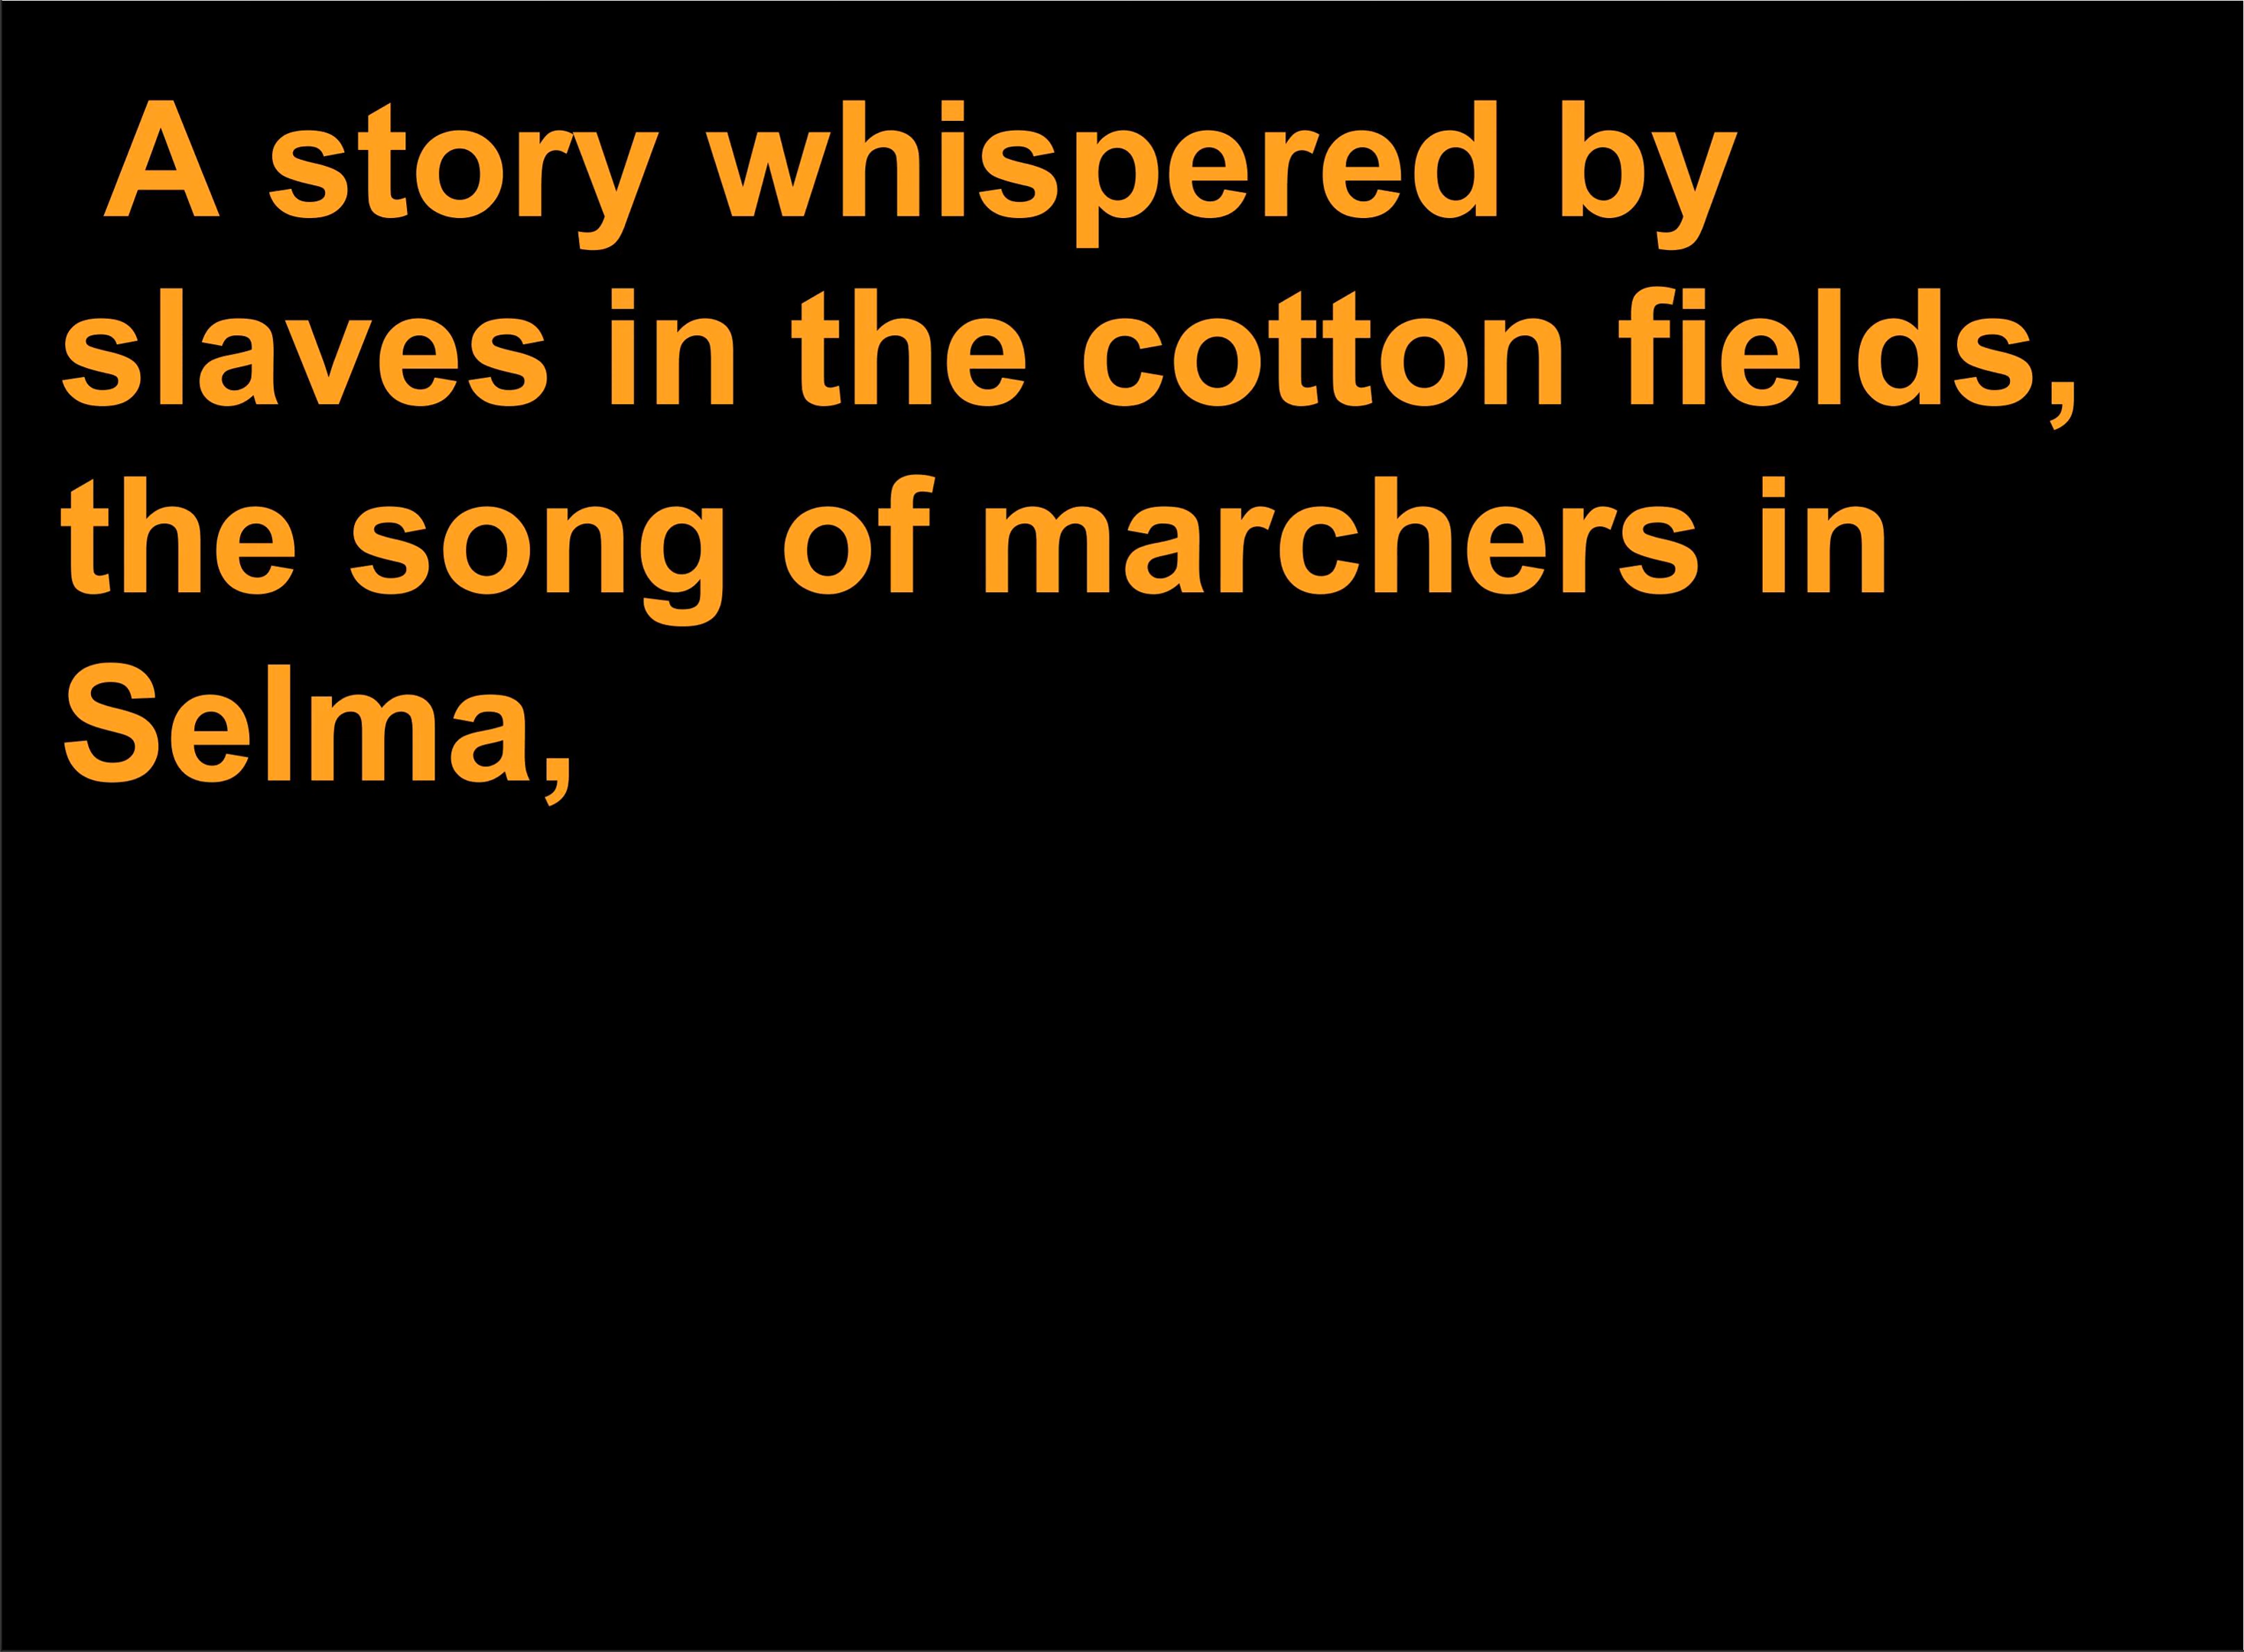 A story whispered by
slaves in the cotton fields,
the song of marchers in
Selma,